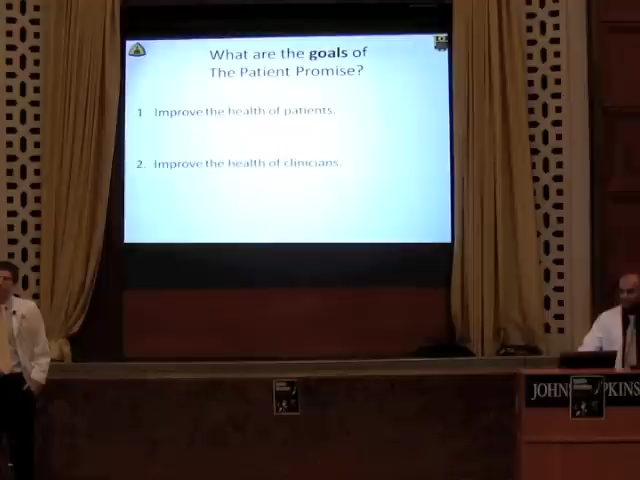 What are the goals of
The Patient Promise?
1 Improve the health of patients.
2. Improve the health of clinicians.
JOHN PKINS